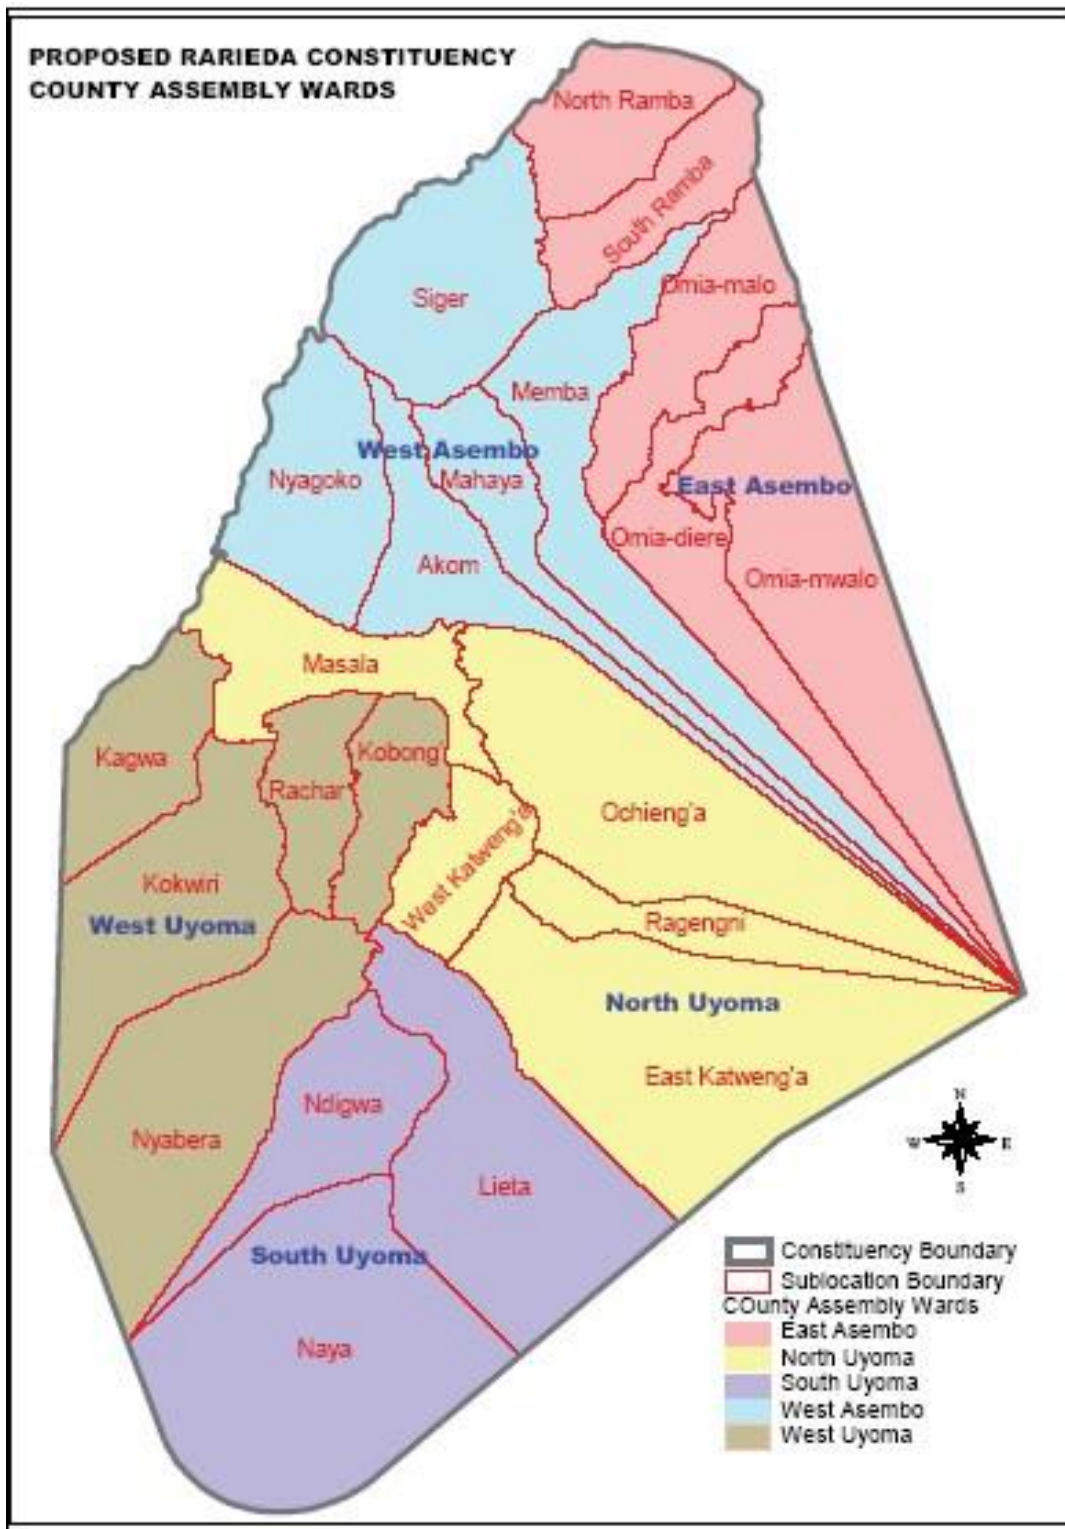 PROPOSED RARIEDA CONSTITUENCY
COUNTY ASSEMBLY WARDS
North Ramba
South Ramba
Omia-malo
Siger
Memba
West Asembo
Nyagoko
Mahaya
East Asembo
Omia-diere
Akom
Omia-mwalo
Masala
Kagwa
Kobong
Rachar
Ochieng'a
West Katweng'a
Kokwiri
West Uyoma
Ragengni
North Uyoma
East Katweng'a
Ndigwa
Nyabera
Lieta
South Uyoma
Naya
N
W
E
S
Constituency Boundary
Sublocation Boundary
COunty Assembly Wards
East Asembo
North Uyoma
South Uyoma
West Asembo
West Uyoma